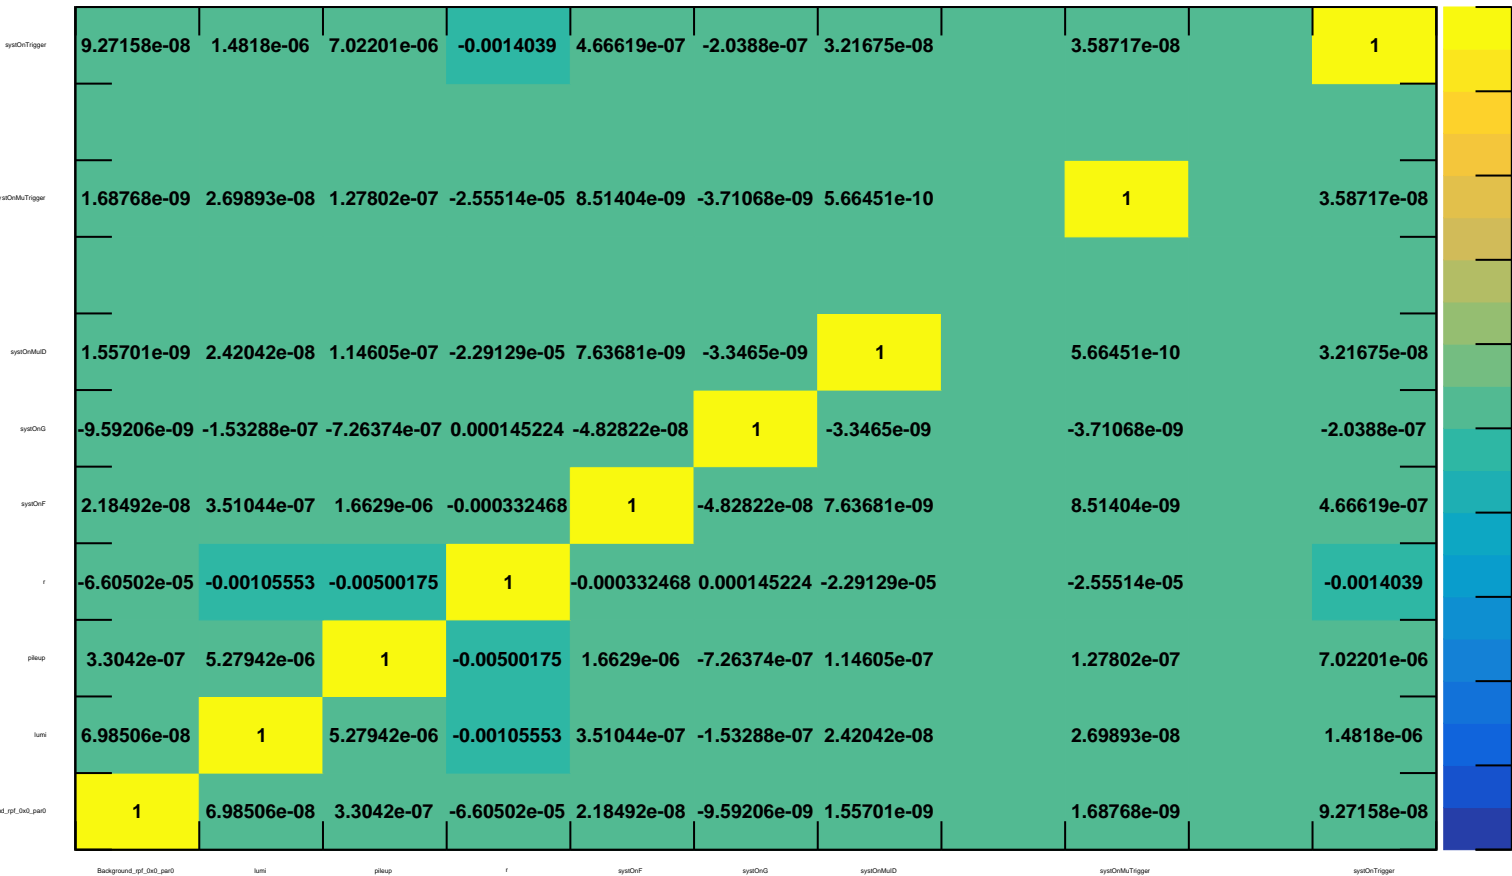 systOnTrigger 9.27158e-08 1.4818e-06 7.02201e-06 -0.0014039 4.66619e-07 -2.0388e-07 3.21675e-08 3.58717e-08 1
stOnMuTrigger 1.68768e-09 2.69893e-08 1.27802e-07 -2.55514e-05 8.51404e-09 -3.71068e-09 5.66451e-10 1 3.58717e-08
systOnMuID 1.55701e-09 2.42042e-08 1.14605e-07 -2.29129e-05 7.63681e-09 -3.3465e-09 1 5.66451e-10 3.21675e-08
systOnG -9.59206e-09 -1.53288e-07 -7.26374e-07 0.000145224 -4.82822e-08 1 -3.3465e-09 -3.71068e-09 -2.0388e-07
systOnF 2.18492e-08 3.51044e-07 1.6629e-06 -0.000332468 1 -4.82822e-08 7.63681e-09 8.51404e-09 4.66619e-07
r -6.60502e-05 -0.00105553 -0.00500175 1 -0.000332468 0.000145224 -2.29129e-05 -2.55514e-05 -0.0014039
pileup 3.3042e-07 5.27942e-06 1 -0.00500175 1.6629e-06 -7.26374e-07 1.14605e-07 1.27802e-07 7.02201e-06
lumi 6.98506e-08 1 5.27942e-06 -0.00105553 3.51044e-07 -1.53288e-07 2.42042e-08 2.69893e-08 1.4818e-06
d_rpf_0x0_par0 1 6.98506e-08 3.3042e-07 -6.60502e-05 2.18492e-08 -9.59206e-09 1.55701e-09 1.68768e-09 9.27158e-08
Background_rpf_0x0_par0 lumi pileup r systOnF systOnG systOnMuID systOnMuTrigger systOnTrigger